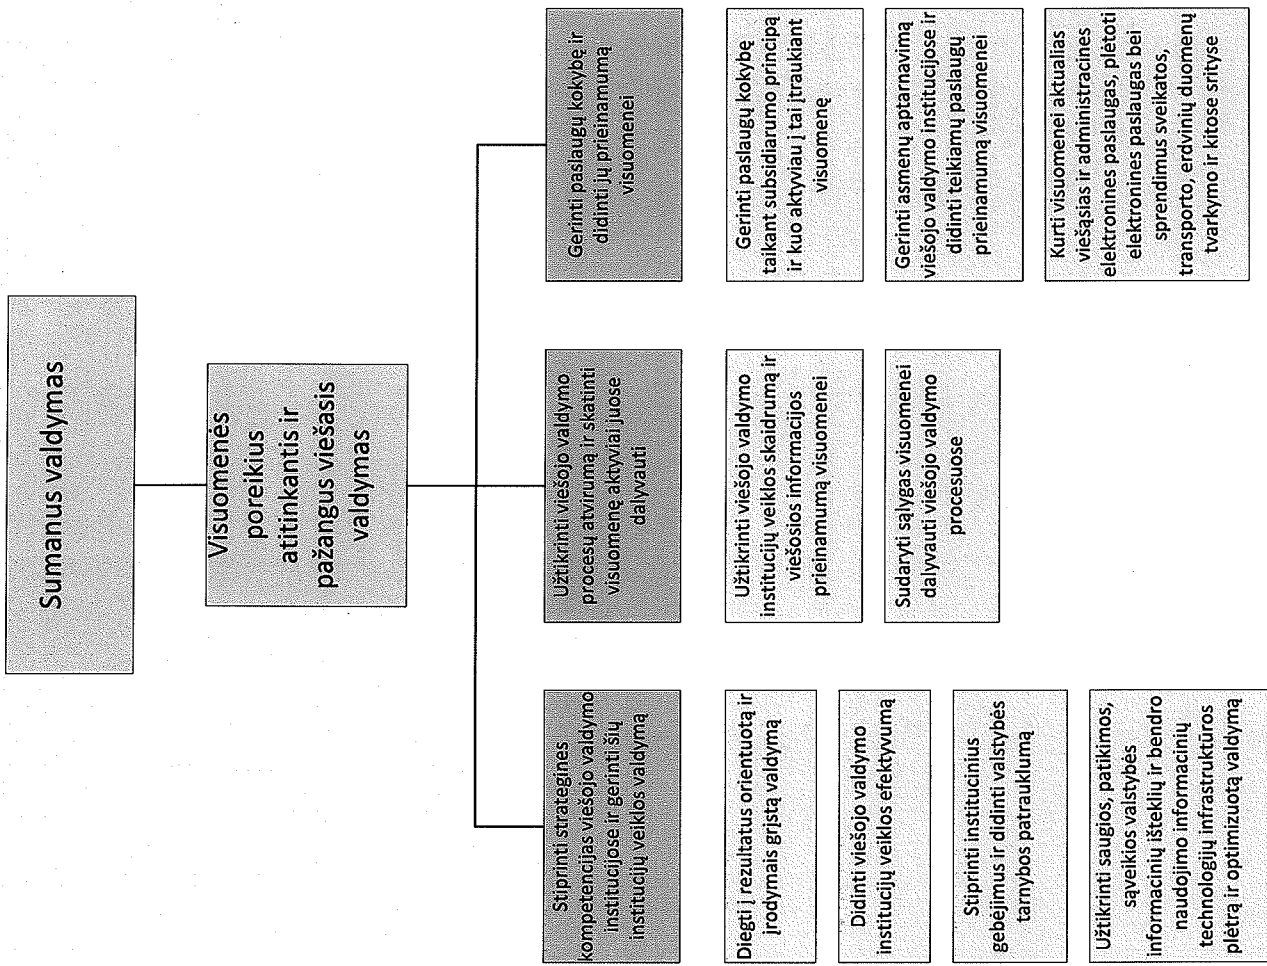 Sumanus valdymas
Visuomenės
poreikius
atitinkantis ir
pažangus viešasis
valdymas
Stiprinti strategines
kompetencijas viešojo valdymo
institucijose ir gerinti šių
institucijų veiklos valdymą
Diegti į rezultatus orientuotą ir
įrodymais grįstą valdymą
Didinti viešojo valdymo
institucijų veiklos efektyvumą
Stiprinti institucinius
gebėjimus ir didinti valstybės
tarnybos patrauklumą
Užtikrinti saugios, patikimos,
sąveikios valstybės
informacinių išteklių ir bendro
naudojimo informacinių
technologijų infrastruktūros
plėtrą ir optimizuotą valdymą
Užtikrinti viešojo valdymo
procesų atvirumą ir skatinti
visuomenę aktyviai juose
dalyvauti
Užtikrinti viešojo valdymo
institucijų veiklos skaidrumą ir
viešosios informacijos
prieinamumą visuomenei
Sudaryti sąlygas visuomenei
dalyvauti viešojo valdymo
procesuose
Gerinti paslaugų kokybę ir
didinti jų prieinamumą
visuomenei
Gerinti paslaugų kokybę
taikant subsidiarumo principą
ir kuo aktyviau į tai įtraukiant
visuomenę
Gerinti asmenų aptarnavimą
viešojo valdymo institucijose ir
didinti teikiamų paslaugų
prieinamumą visuomenei
Kurti visuomenei aktualias
viešąsias ir administracines
elektronines paslaugas, plėtoti
elektronines paslaugas bei
sprendimus sveikatos,
transporto, erdvinių duomenų
tvarkymo ir kitose srityse